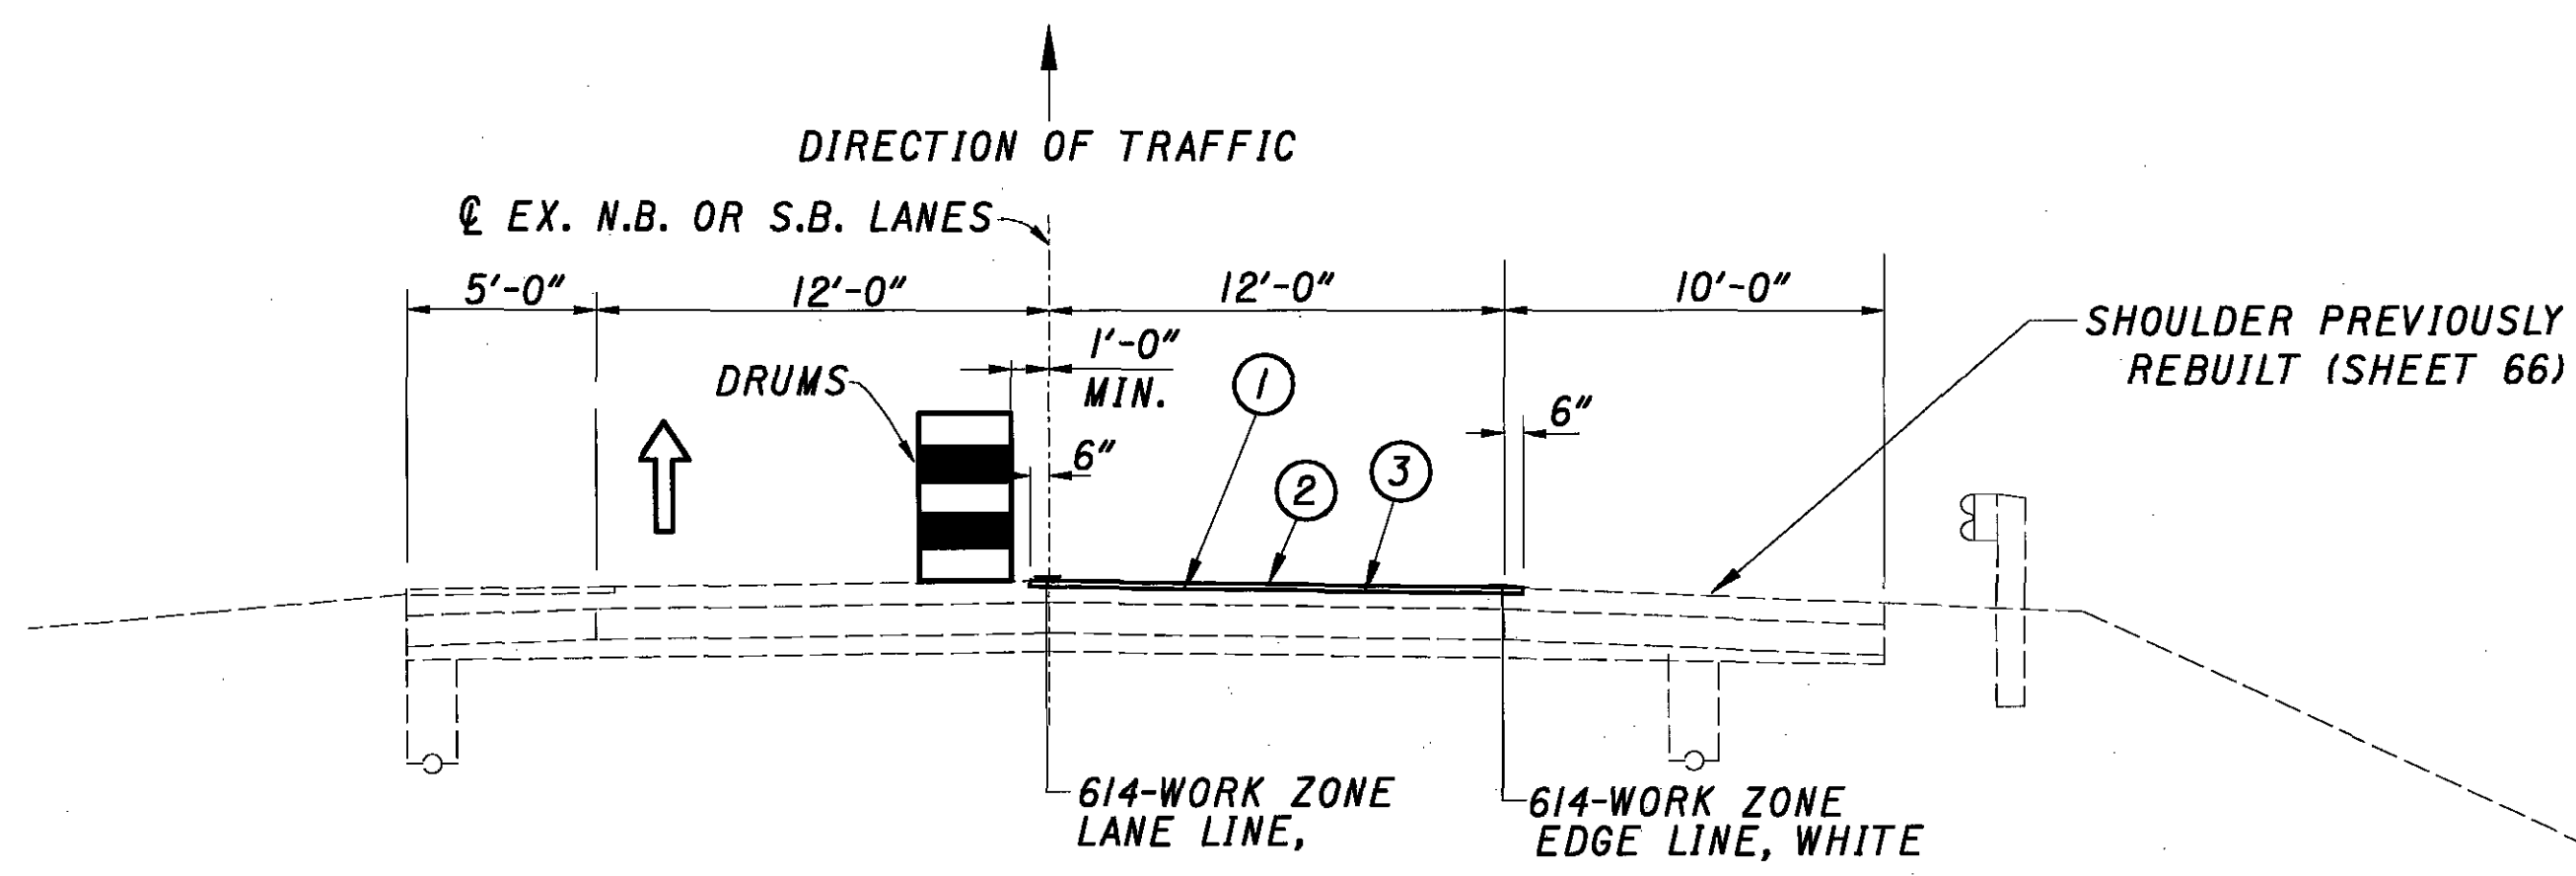 DIRECTION OF TRAFFIC
℄ EX. N.B. OR S.B. LANES
5'-0"
12'-0"
12'-0"
10'-0"
1'-0"
MIN.
SHOULDER PREVIOUSLY
REBUILT (SHEET 66)
DRUMS
1
6"
6"
2
3
614-WORK ZONE
LANE LINE,
614-WORK ZONE
EDGE LINE, WHITE